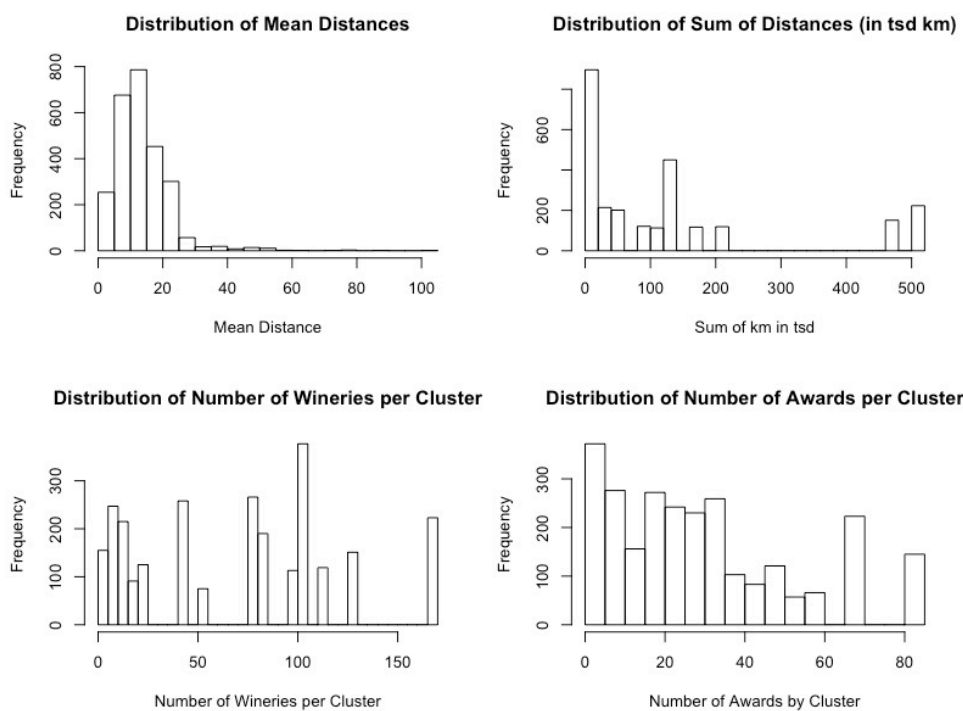 Distribution of Mean Distances
Frequency
0 200 400 600 800
0 20 40 60 80 100
Mean Distance
Distribution of Sum of Distances (in tsd km)
Frequency
0 200 600
0 100 200 300 400 500
Sum of km in tsd
Distribution of Number of Wineries per Cluster
Frequency
0 100 200 300
0 50 100 150
Number of Wineries per Cluster
Distribution of Number of Awards per Cluster
Frequency
0 100 200 300
0 20 40 60 80
Number of Awards by Cluster